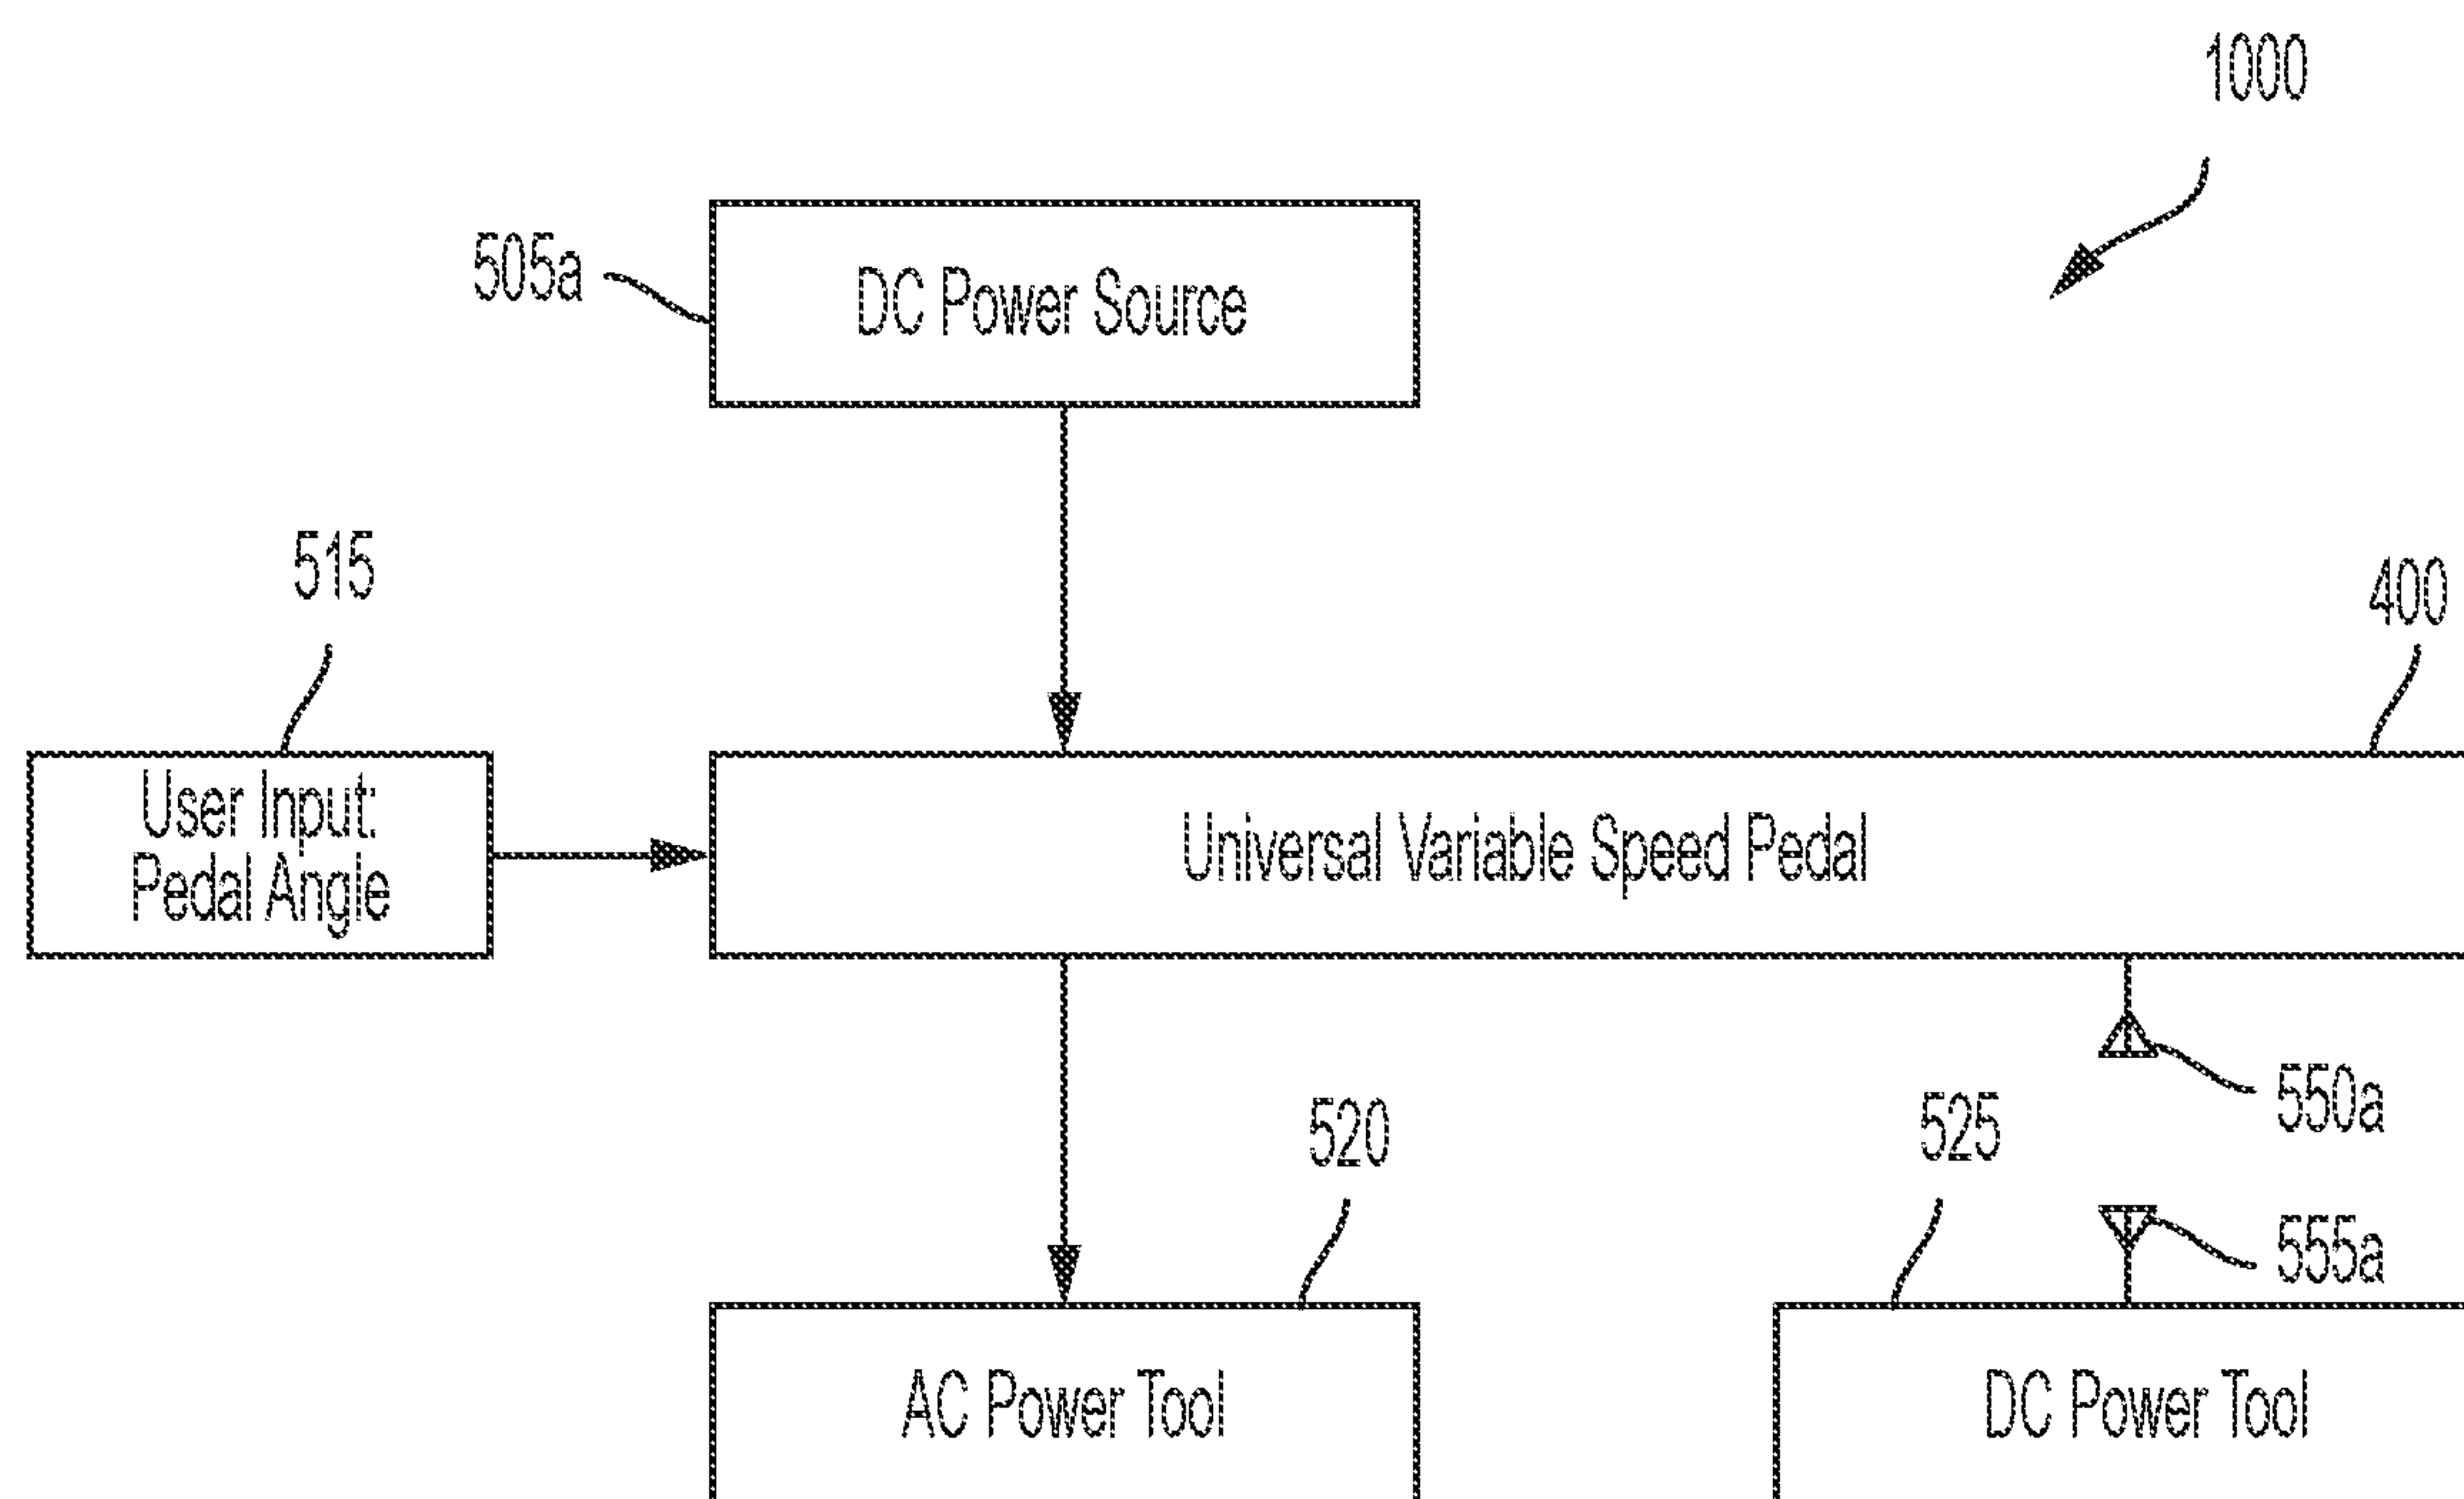 1000
505a
DC Power Source
515
400
User Input:
Pedal Angle
Universal Variable Speed Pedal
550a
520
525
555a
AC Power Tool
DC Power Tool